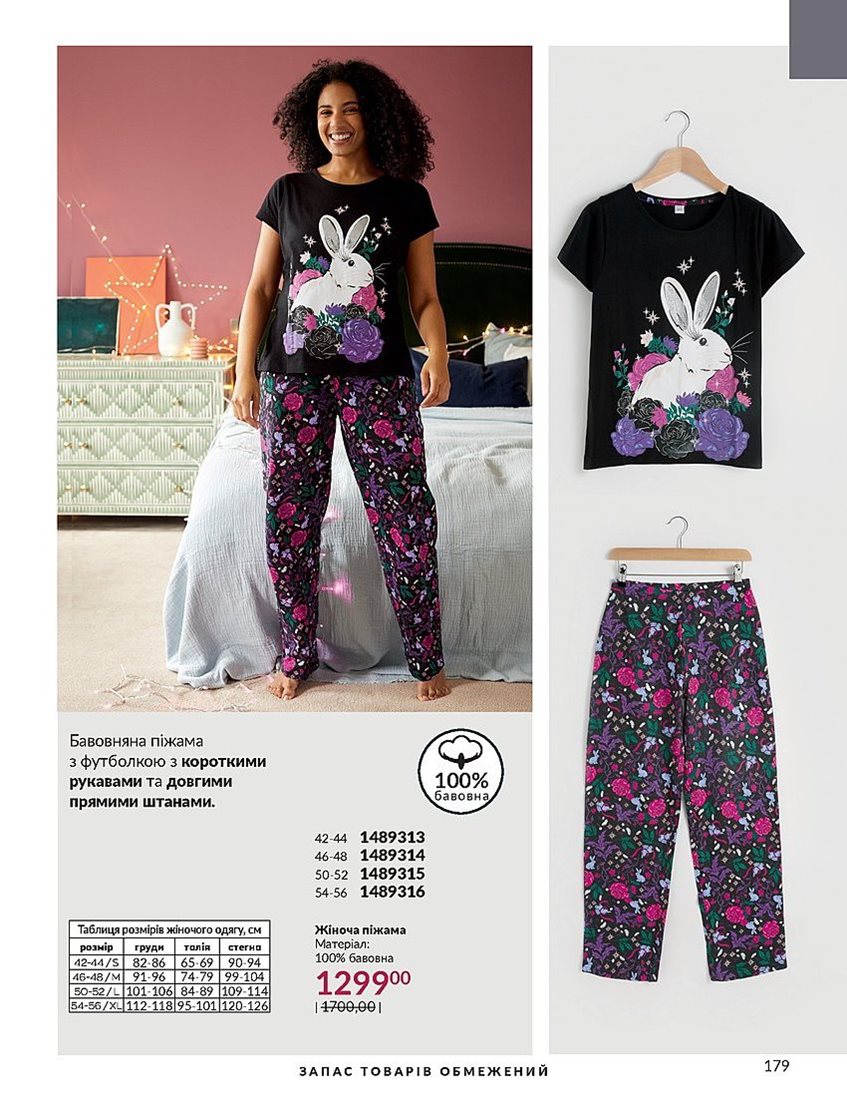 Бавовняна піжама
з футболкою з короткими
рукавами та довгими
прямими штанами.
100%
бавовна
42-44 1489313
46-48 1489314
50-52 1489315
54-56 1489316
Таблиця розмірів жіночого одягу, см
розмір груди талія стегна
42-44/S 82-86 65-69 90-94
46-48/M 91-96 74-79 99-104
50-52/L 101-106 84-89 109-114
54-56/XL 112-118 95-101 120-126
Жіноча піжама
Матеріал:
100% бавовна
129900
|1700,00|
ЗАПАС ТОВАРІВ ОБМЕЖЕНИЙ
179